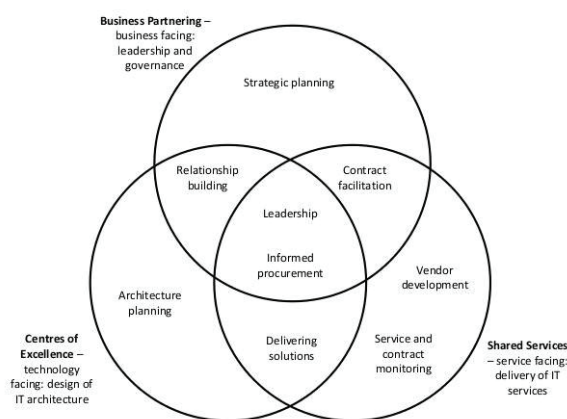 Business Partnering –
business facing:
leadership and
governance
Strategic planning
Relationship
building
Contract
facilitation
Leadership
Informed
procurement
Vendor
development
Architecture
planning
Delivering
solutions
Service and
contract
monitoring
Centres of
Excellence –
technology
facing: design of
IT architecture
Shared Services
– service facing:
delivery of IT
services